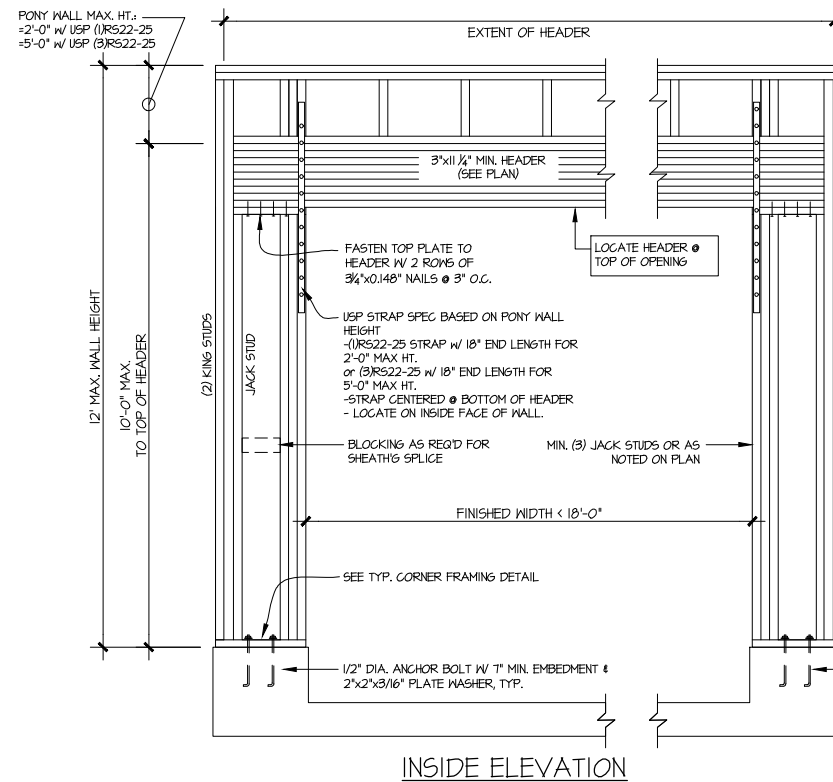 PONY WALL MAX. HT.:
=2'-0" W/ USP (1)RS22-25
=5'-0" W/ USP (3)RS22-25
EXTENT OF HEADER
3"x11 1/4" MIN. HEADER
(SEE PLAN)
FASTEN TOP PLATE TO
HEADER W/ 2 ROWS OF
3 1/4"x0.148" NAILS @ 3" O.C.
LOCATE HEADER @
TOP OF OPENING
USP STRAP SPEC BASED ON PONY WALL
HEIGHT
-(1)RS22-25 STRAP W/ 18" END LENGTH FOR
2'-0" MAX HT.
or (3)RS22-25 W/ 18" END LENGTH FOR
5'-0" MAX HT.
-STRAP CENTERED @ BOTTOM OF HEADER
- LOCATE ON INSIDE FACE OF WALL.
12' MAX. WALL HEIGHT
10'-0" MAX.
TO TOP OF HEADER
(2) KING STUDS
JACK STUD
BLOCKING AS REQ'D FOR
SHEATH'G SPLICE
MIN. (3) JACK STUDS OR AS
NOTED ON PLAN
FINISHED WIDTH < 18'-0"
SEE TYP. CORNER FRAMING DETAIL
1/2" DIA. ANCHOR BOLT W/ 7" MIN. EMBEDMENT &
2"x2"x3/16" PLATE WASHER, TYP.
INSIDE ELEVATION